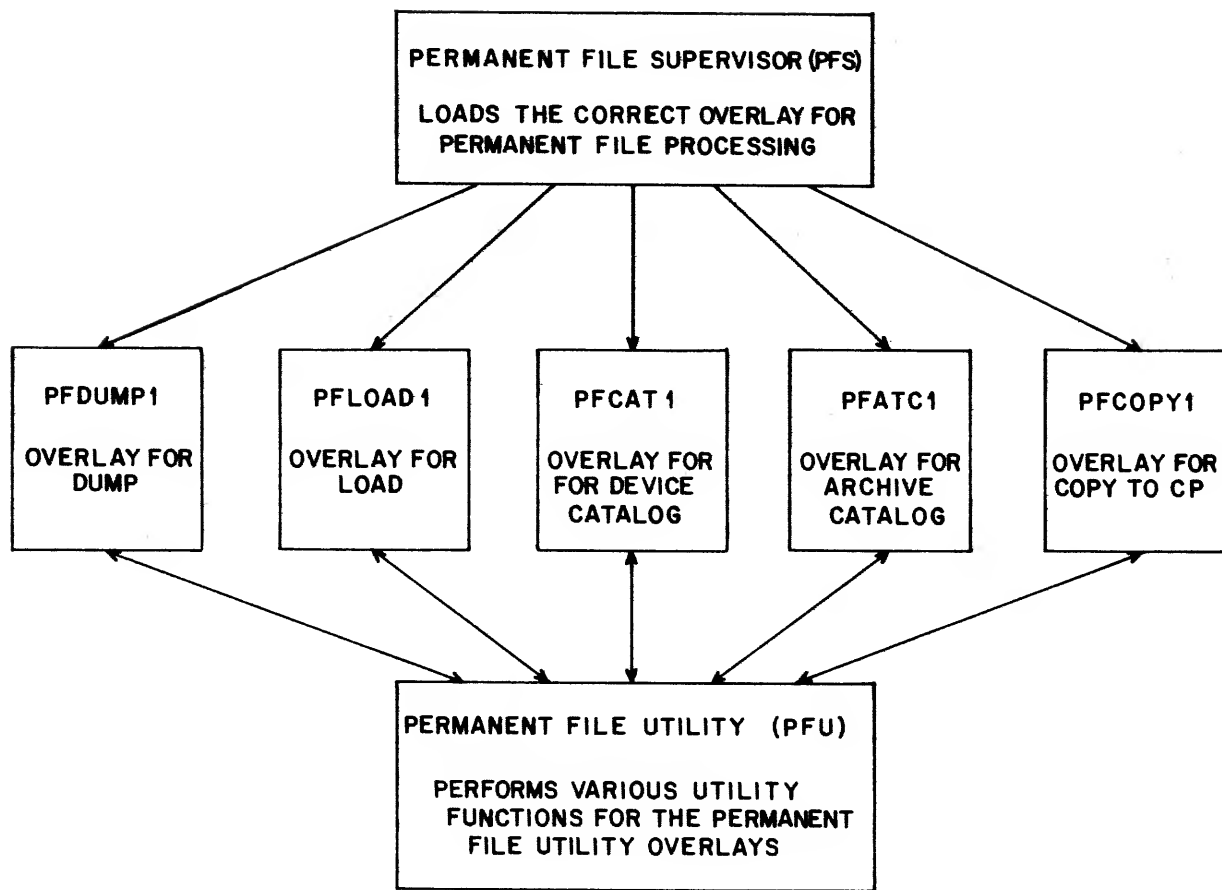 PERMANENT FILE SUPERVISOR (PFS)
LOADS THE CORRECT OVERLAY FOR
PERMANENT FILE PROCESSING
PFDUMP1
OVERLAY FOR
DUMP
PFLOAD1
OVERLAY FOR
LOAD
PFCAT1
OVERLAY FOR
FOR DEVICE
CATALOG
PFATC1
OVERLAY FOR
ARCHIVE
CATALOG
PFCOPY1
OVERLAY FOR
COPY TO CP
PERMANENT FILE UTILITY (PFU)
PERFORMS VARIOUS UTILITY
FUNCTIONS FOR THE PERMANENT
FILE UTILITY OVERLAYS